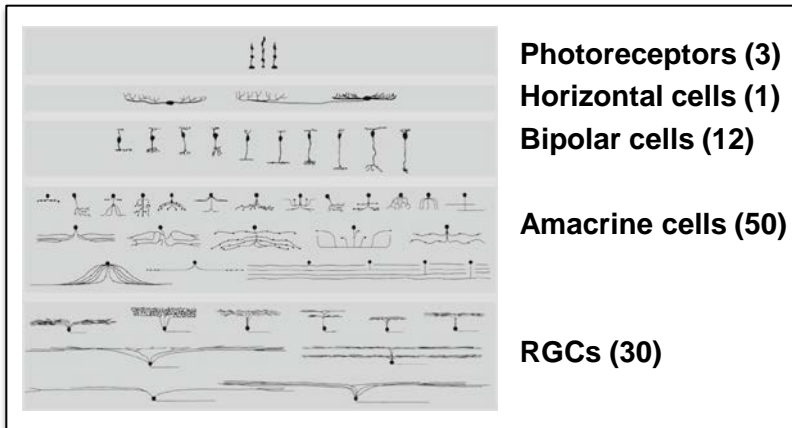 Photoreceptors (3)
Horizontal cells (1)
Bipolar cells (12)
Amacrine cells (50)
RGCs (30)